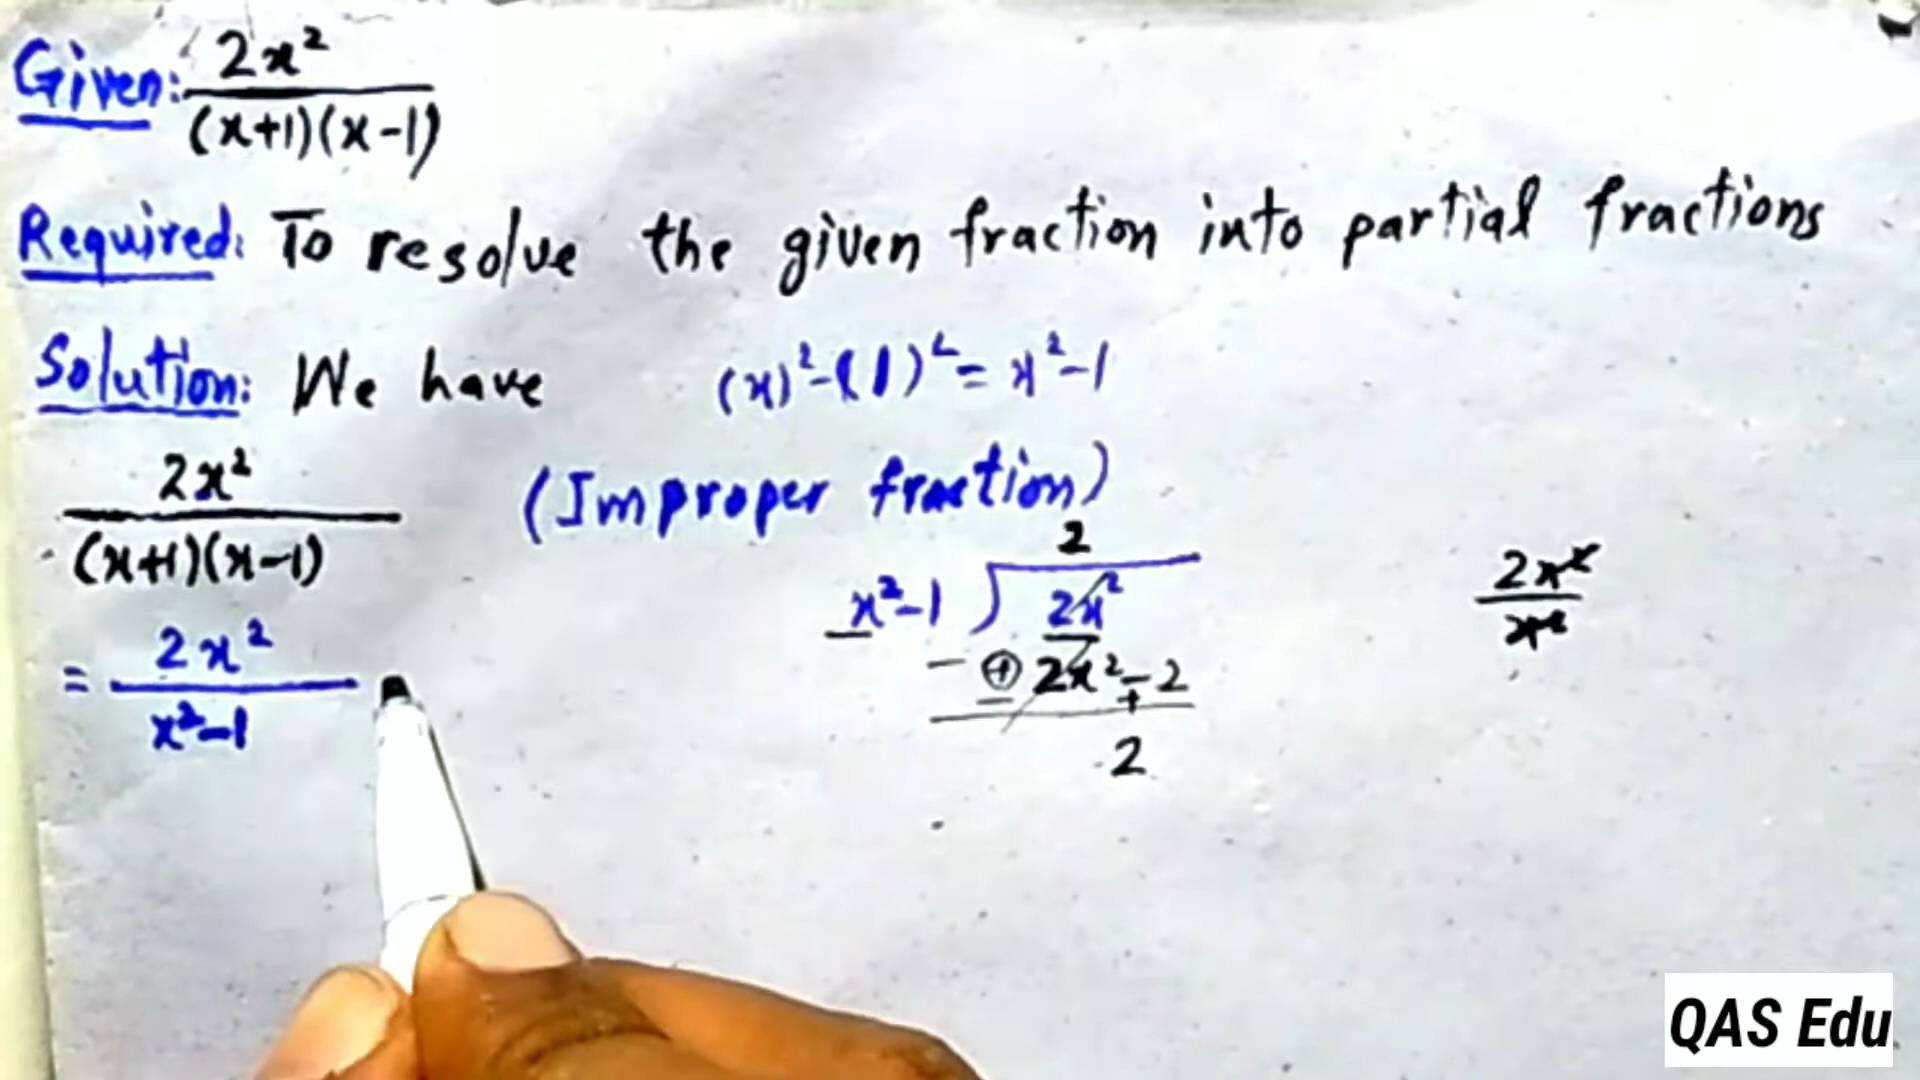 Given: 2x²
(x+1)(x-1)
Required: To resolve the given fraction into partial fractions
Solution: We have (x)²-(1)²= x²-1
2x² (Improper fraction)
(x+1)(x-1)
2
x²-1 ) 2x²
2x²
x²
- ⊕ 2x² - 2
- +
2
= 2x²
x²-1
QAS Edu